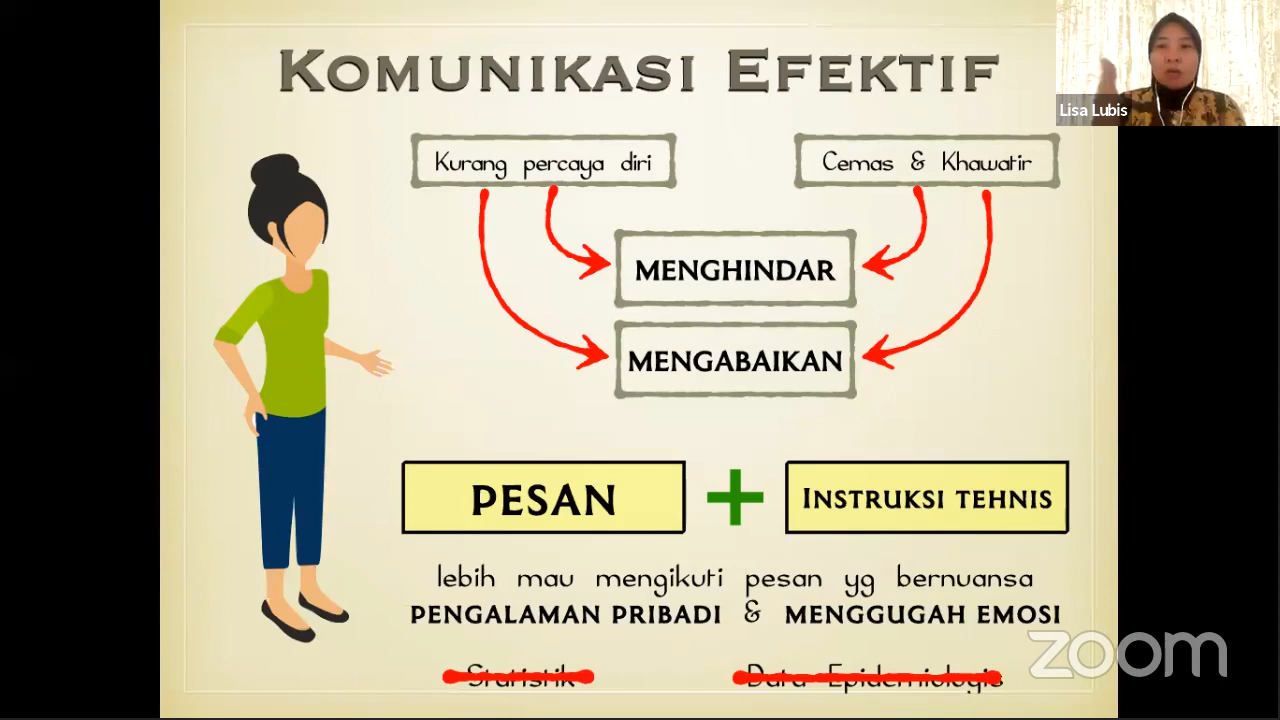 KOMUNIKASI EFEKTIF
Lisa Lubis
Kurang percaya diri
Cemas & Khawatir
MENGHINDAR
MENGABAIKAN
PESAN + INSTRUKSI TEHNIS
lebih mau mengikuti pesan yg bernuansa
PENGALAMAN PRIBADI & MENGGUGAH EMOSI
Statistik
Data Epidemiologis
zoom